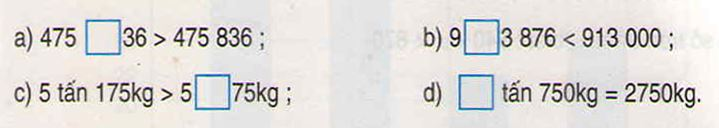 a) 475 □36 > 475 836 ; b) 9□3 876 < 913 000 ;
c) 5 tấn 175kg > 5□75kg ; d) □ tấn 750kg = 2750kg.